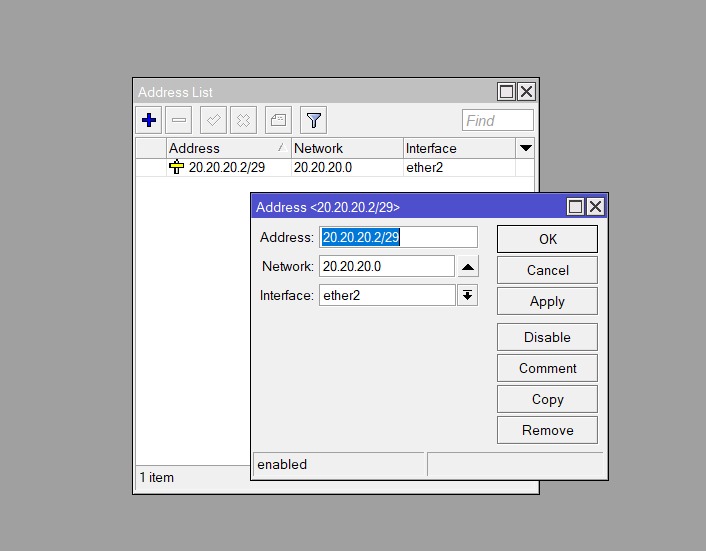 Address List
Find
Address Network Interface
20.20.20.2/29 20.20.20.0 ether2
Address <20.20.20.2/29>
Address: 20.20.20.2/29
OK
Network: 20.20.20.0
Cancel
Interface: ether2
Apply
Disable
Comment
Copy
Remove
enabled
1 item